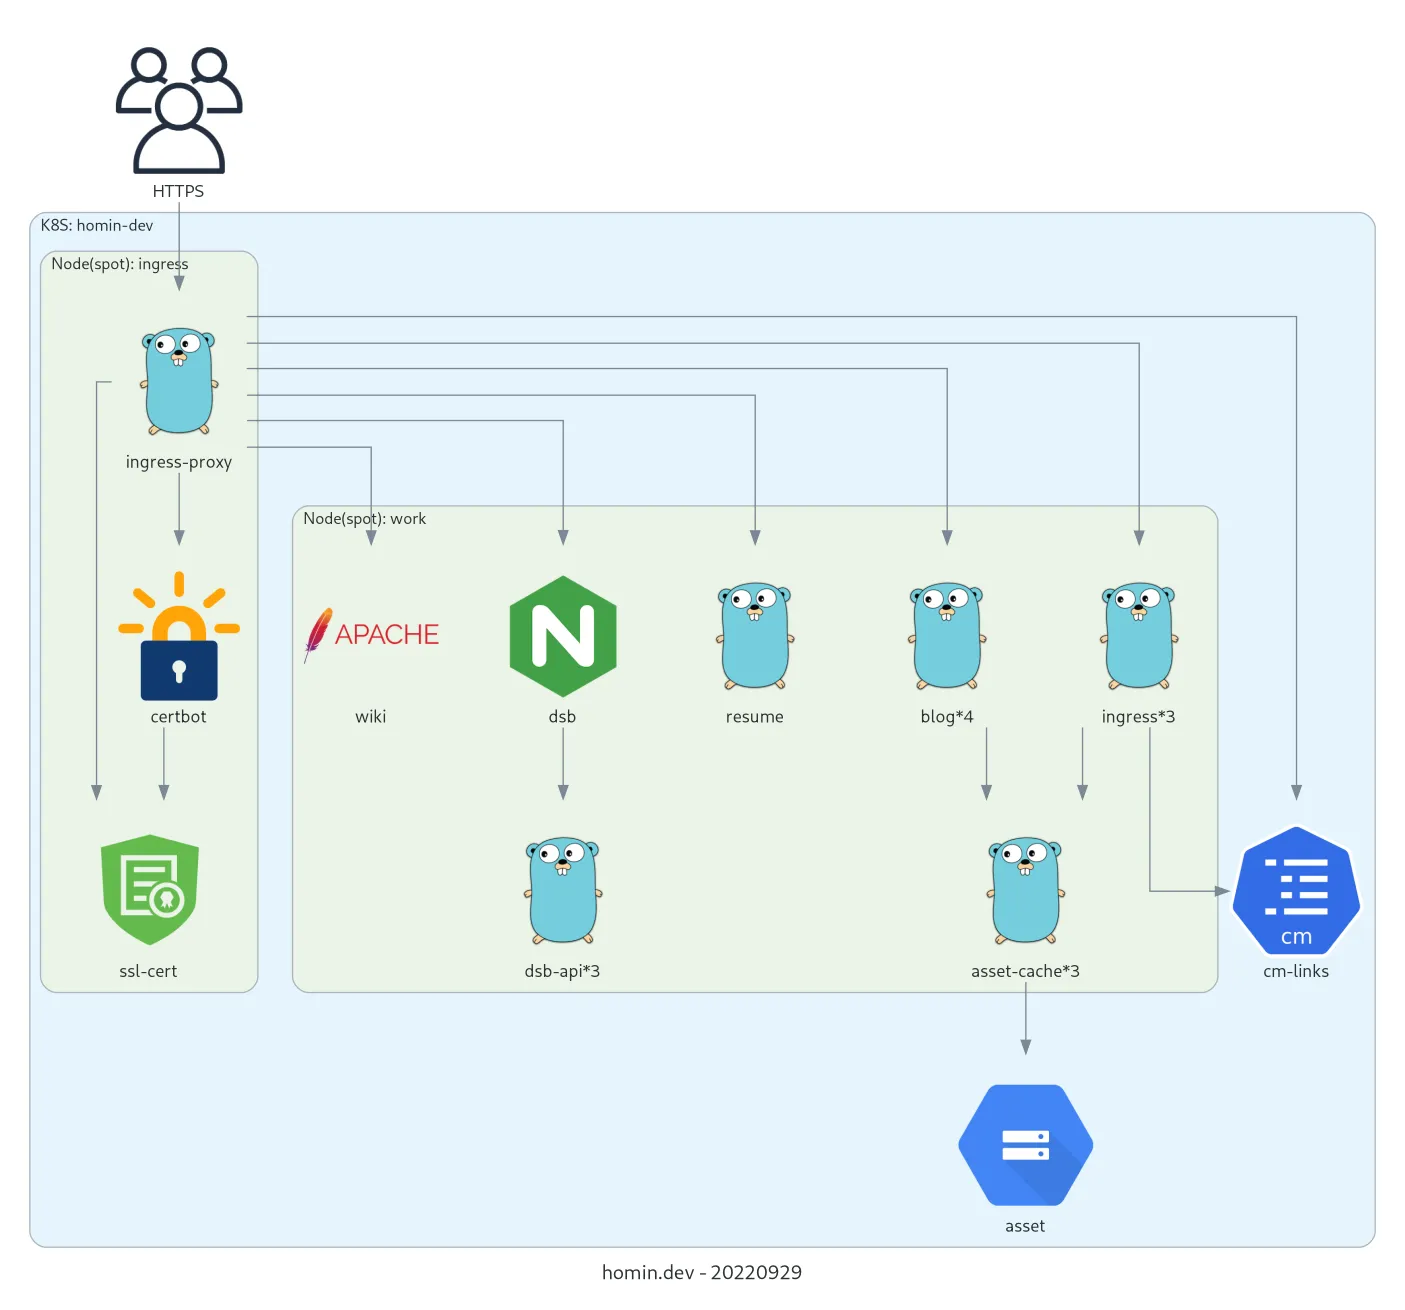 HTTPS
K8S: homin-dev
Node(spot): ingress
ingress-proxy
Node(spot): work
APACHE
certbot
wiki
dsb
resume
blog*4
ingress*3
cm
ssl-cert
dsb-api*3
asset-cache*3
cm-links
asset
homin.dev - 20220929